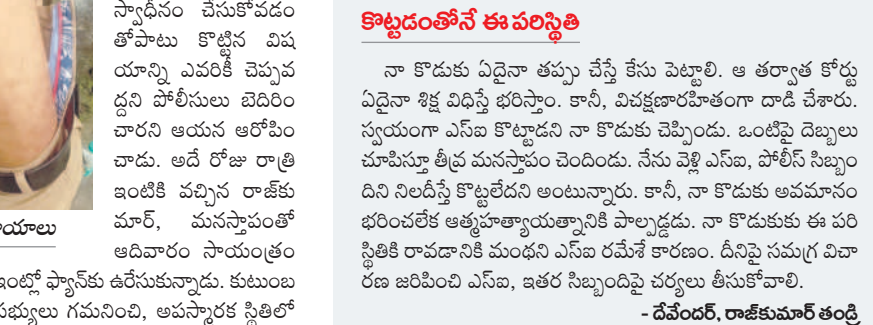 స్వాధీనం చేసుకోవడం
తోపాటు కొట్టిన విష
యాన్ని ఎవరికీ చెప్పవ
ద్దని పోలీసులు బెదిరిం
చారని ఆయన ఆరోపిం
చాడు. అదే రోజు రాత్రి
ఇంటికి వచ్చిన రాజ్‌కు
మార్, మనస్తాపంతో
ఆదివారం సాయంత్రం
ఇంట్లో ఫ్యాన్‌కు ఉరేసుకున్నాడు. కుటుంబ
సభ్యులు గమనించి, అపస్మారక స్థితిలో
కొట్టడంతోనే ఈ పరిస్థితి
నా కొడుకు ఏదైనా తప్పు చేస్తే కేసు పెట్టాలి. ఆ తర్వాత కోర్టు
ఏదైనా శిక్ష విధిస్తే భరిస్తాం. కానీ, విచక్షణారహితంగా దాడి చేశారు.
స్వయంగా ఎస్ఐ కొట్టాడని నా కొడుకు చెప్పిండు. ఒంటిపై దెబ్బలు
చూపిస్తూ తీవ్ర మనస్తాపం చెందిండు. నేను వెళ్లి ఎస్ఐ, పోలీస్ సిబ్బం
దిని నిలదీస్తే కొట్టలేదని అంటున్నారు. కానీ, నా కొడుకు అవమానం
భరించలేక ఆత్మహత్యాయత్నానికి పాల్పడ్డడు. నా కొడుకుకు ఈ పరి
స్థితికి రావడానికి మంథని ఎస్ఐ రమేశే కారణం. దీనిపై సమగ్ర విచా
రణ జరిపించి ఎస్ఐ, ఇతర సిబ్బందిపై చర్యలు తీసుకోవాలి.
- దేవేందర్, రాజ్‌కుమార్ తండ్రి